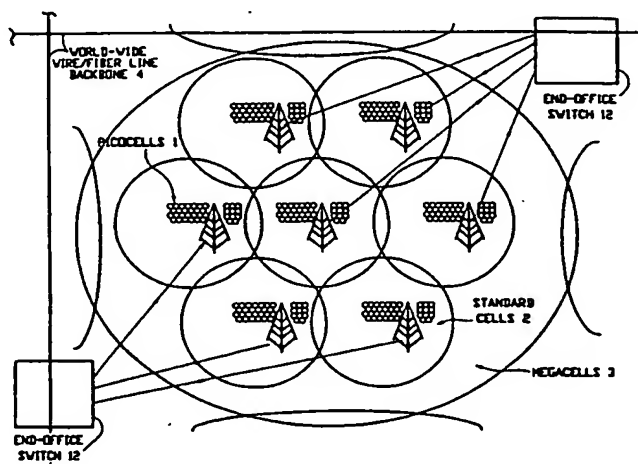 WORLD-WIDE
WIRE/FIBER LINE
BACKBONE 4
END-OFFICE
SWITCH 12
PICOCELLS 1
STANDARD
CELLS 2
MEGACELLS 3
END-OFFICE
SWITCH 12